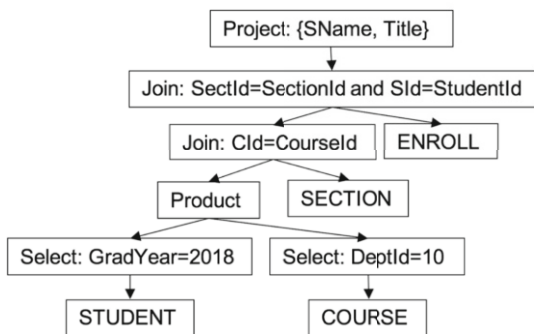 Project: {SName, Title}
Join: SectId=SectionId and SId=StudentId
Join: CId=CourseId
ENROLL
Product
SECTION
Select: GradYear=2018
Select: DeptId=10
STUDENT
COURSE